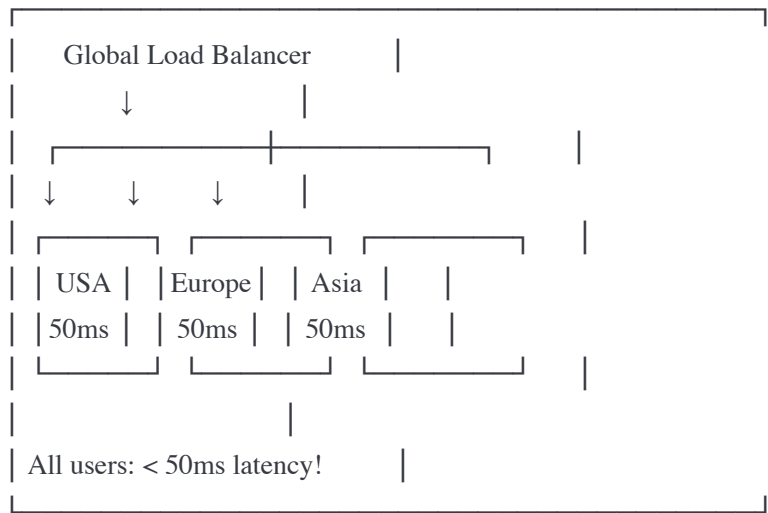 Global Load Balancer
↓
↓ ↓ ↓
USA Europe Asia
50ms 50ms 50ms
All users: < 50ms latency!